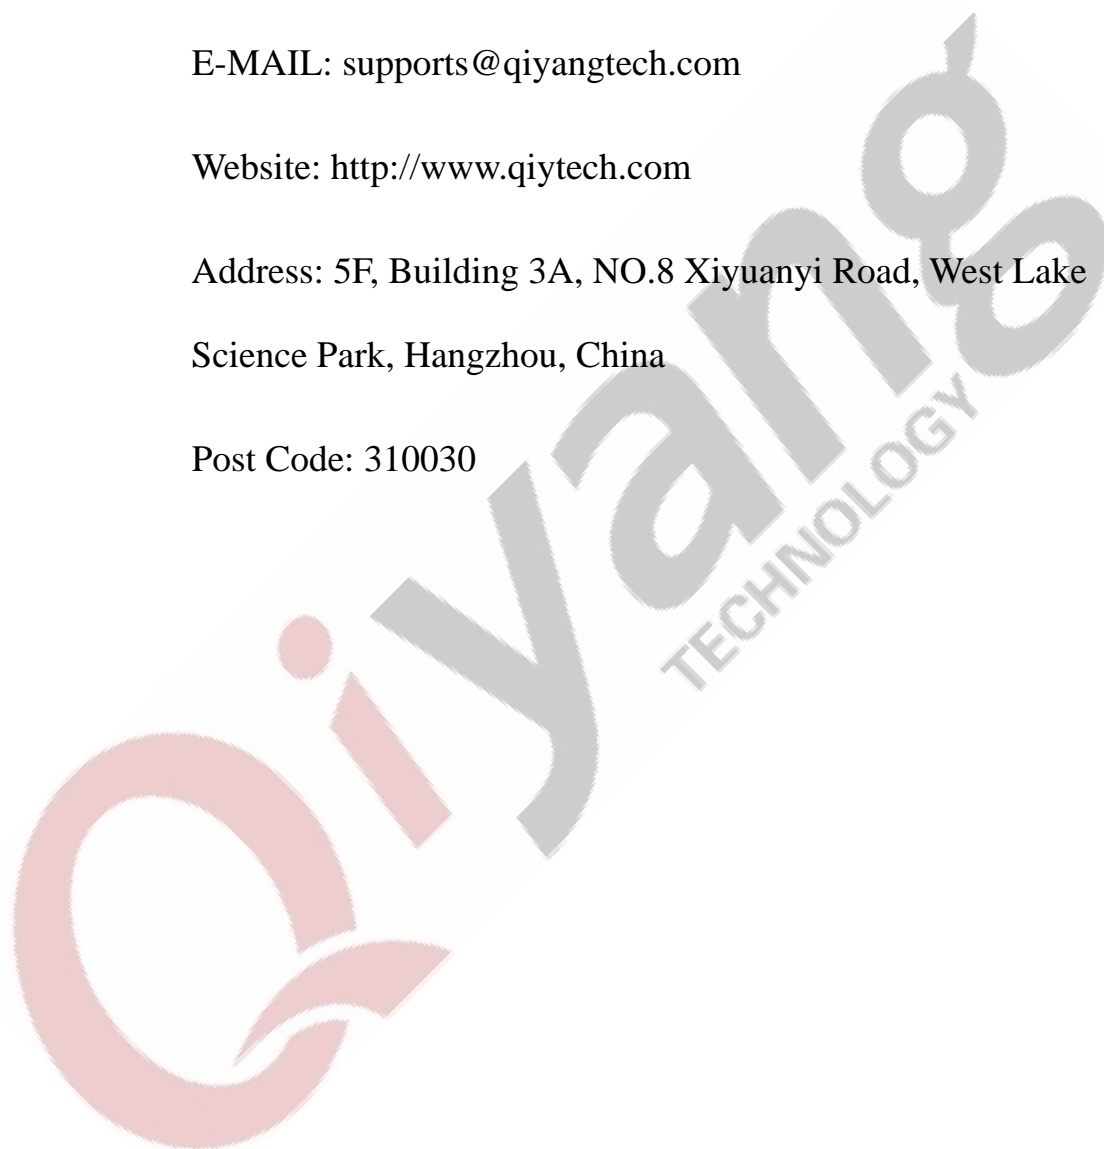 E-MAIL: supports@qiyangtech.com
Website: http://www.qiytech.com
Address: 5F, Building 3A, NO.8 Xiyuanyi Road, West Lake
Science Park, Hangzhou, China
Post Code: 310030
Qiyang
TECHNOLOGY